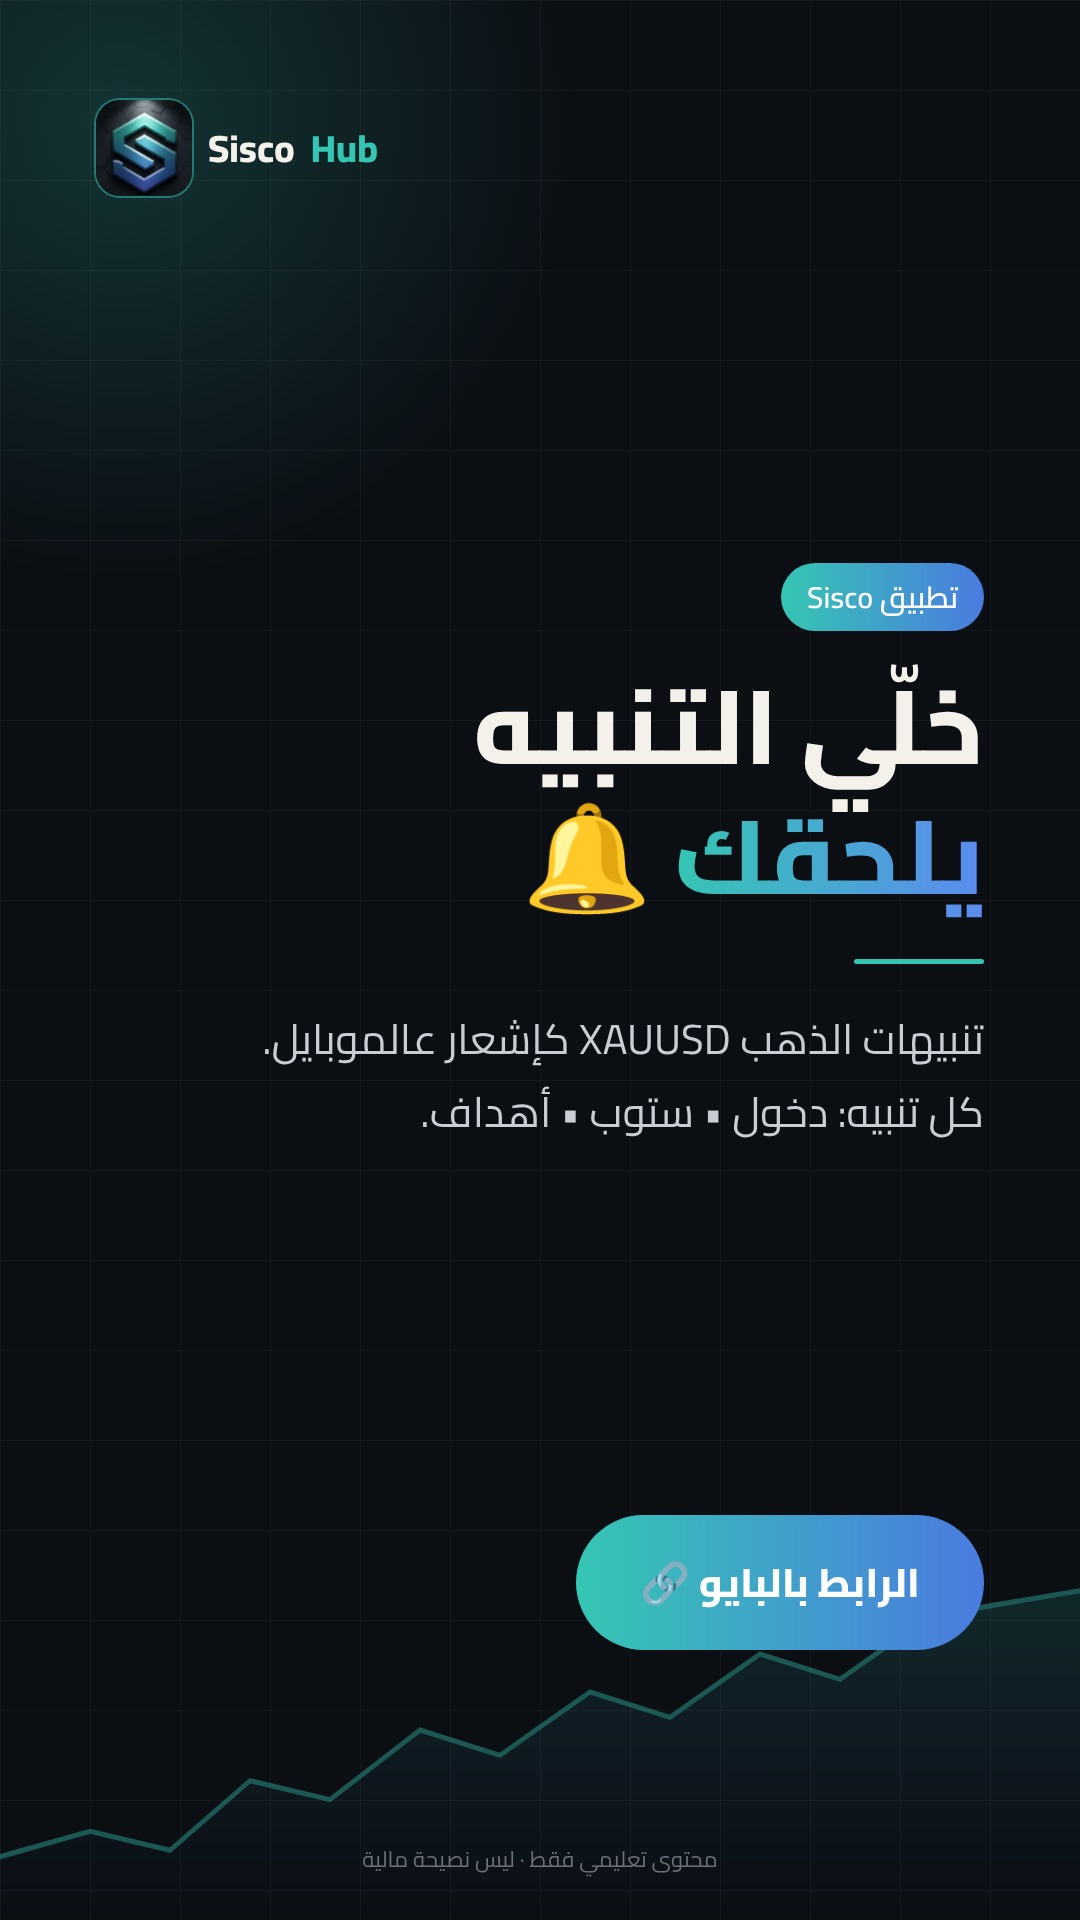 Sisco Hub
تطبيق Sisco
خلّي التنبيه
يلحقك 🔔
تنبيهات الذهب XAUUSD كإشعار عالموبايل.
كل تنبيه: دخول ▪ ستوب ▪ أهداف.
الرابط بالبايو 🔗
محتوى تعليمي فقط · ليس نصيحة مالية